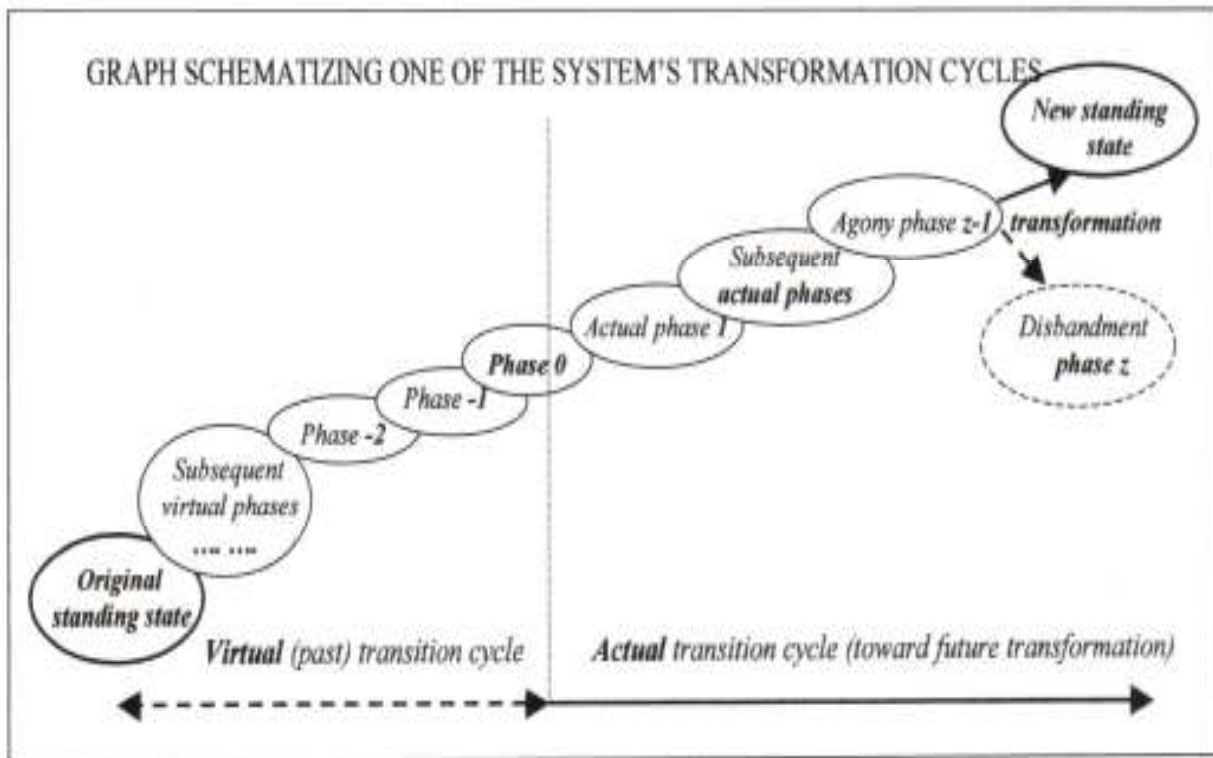 GRAPH SCHEMATIZING ONE OF THE SYSTEM'S TRANSFORMATION CYCLES
New standing
state
Agony phase z-1
transformation
Subsequent
actual phases
Disbandment
phase z
Actual phase 1
Phase 0
Phase -1
Phase -2
Subsequent
virtual phases
.... ....
Original
standing state
Virtual (past) transition cycle
Actual transition cycle (toward future transformation)